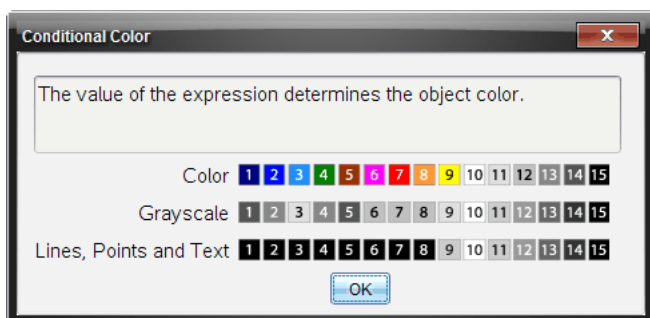 Conditional Color
X
The value of the expression determines the object color.
Color 1 2 3 4 5 6 7 8 9 10 11 12 13 14 15
Grayscale 1 2 3 4 5 6 7 8 9 10 11 12 13 14 15
Lines, Points and Text 1 2 3 4 5 6 7 8 9 10 11 12 13 14 15
OK